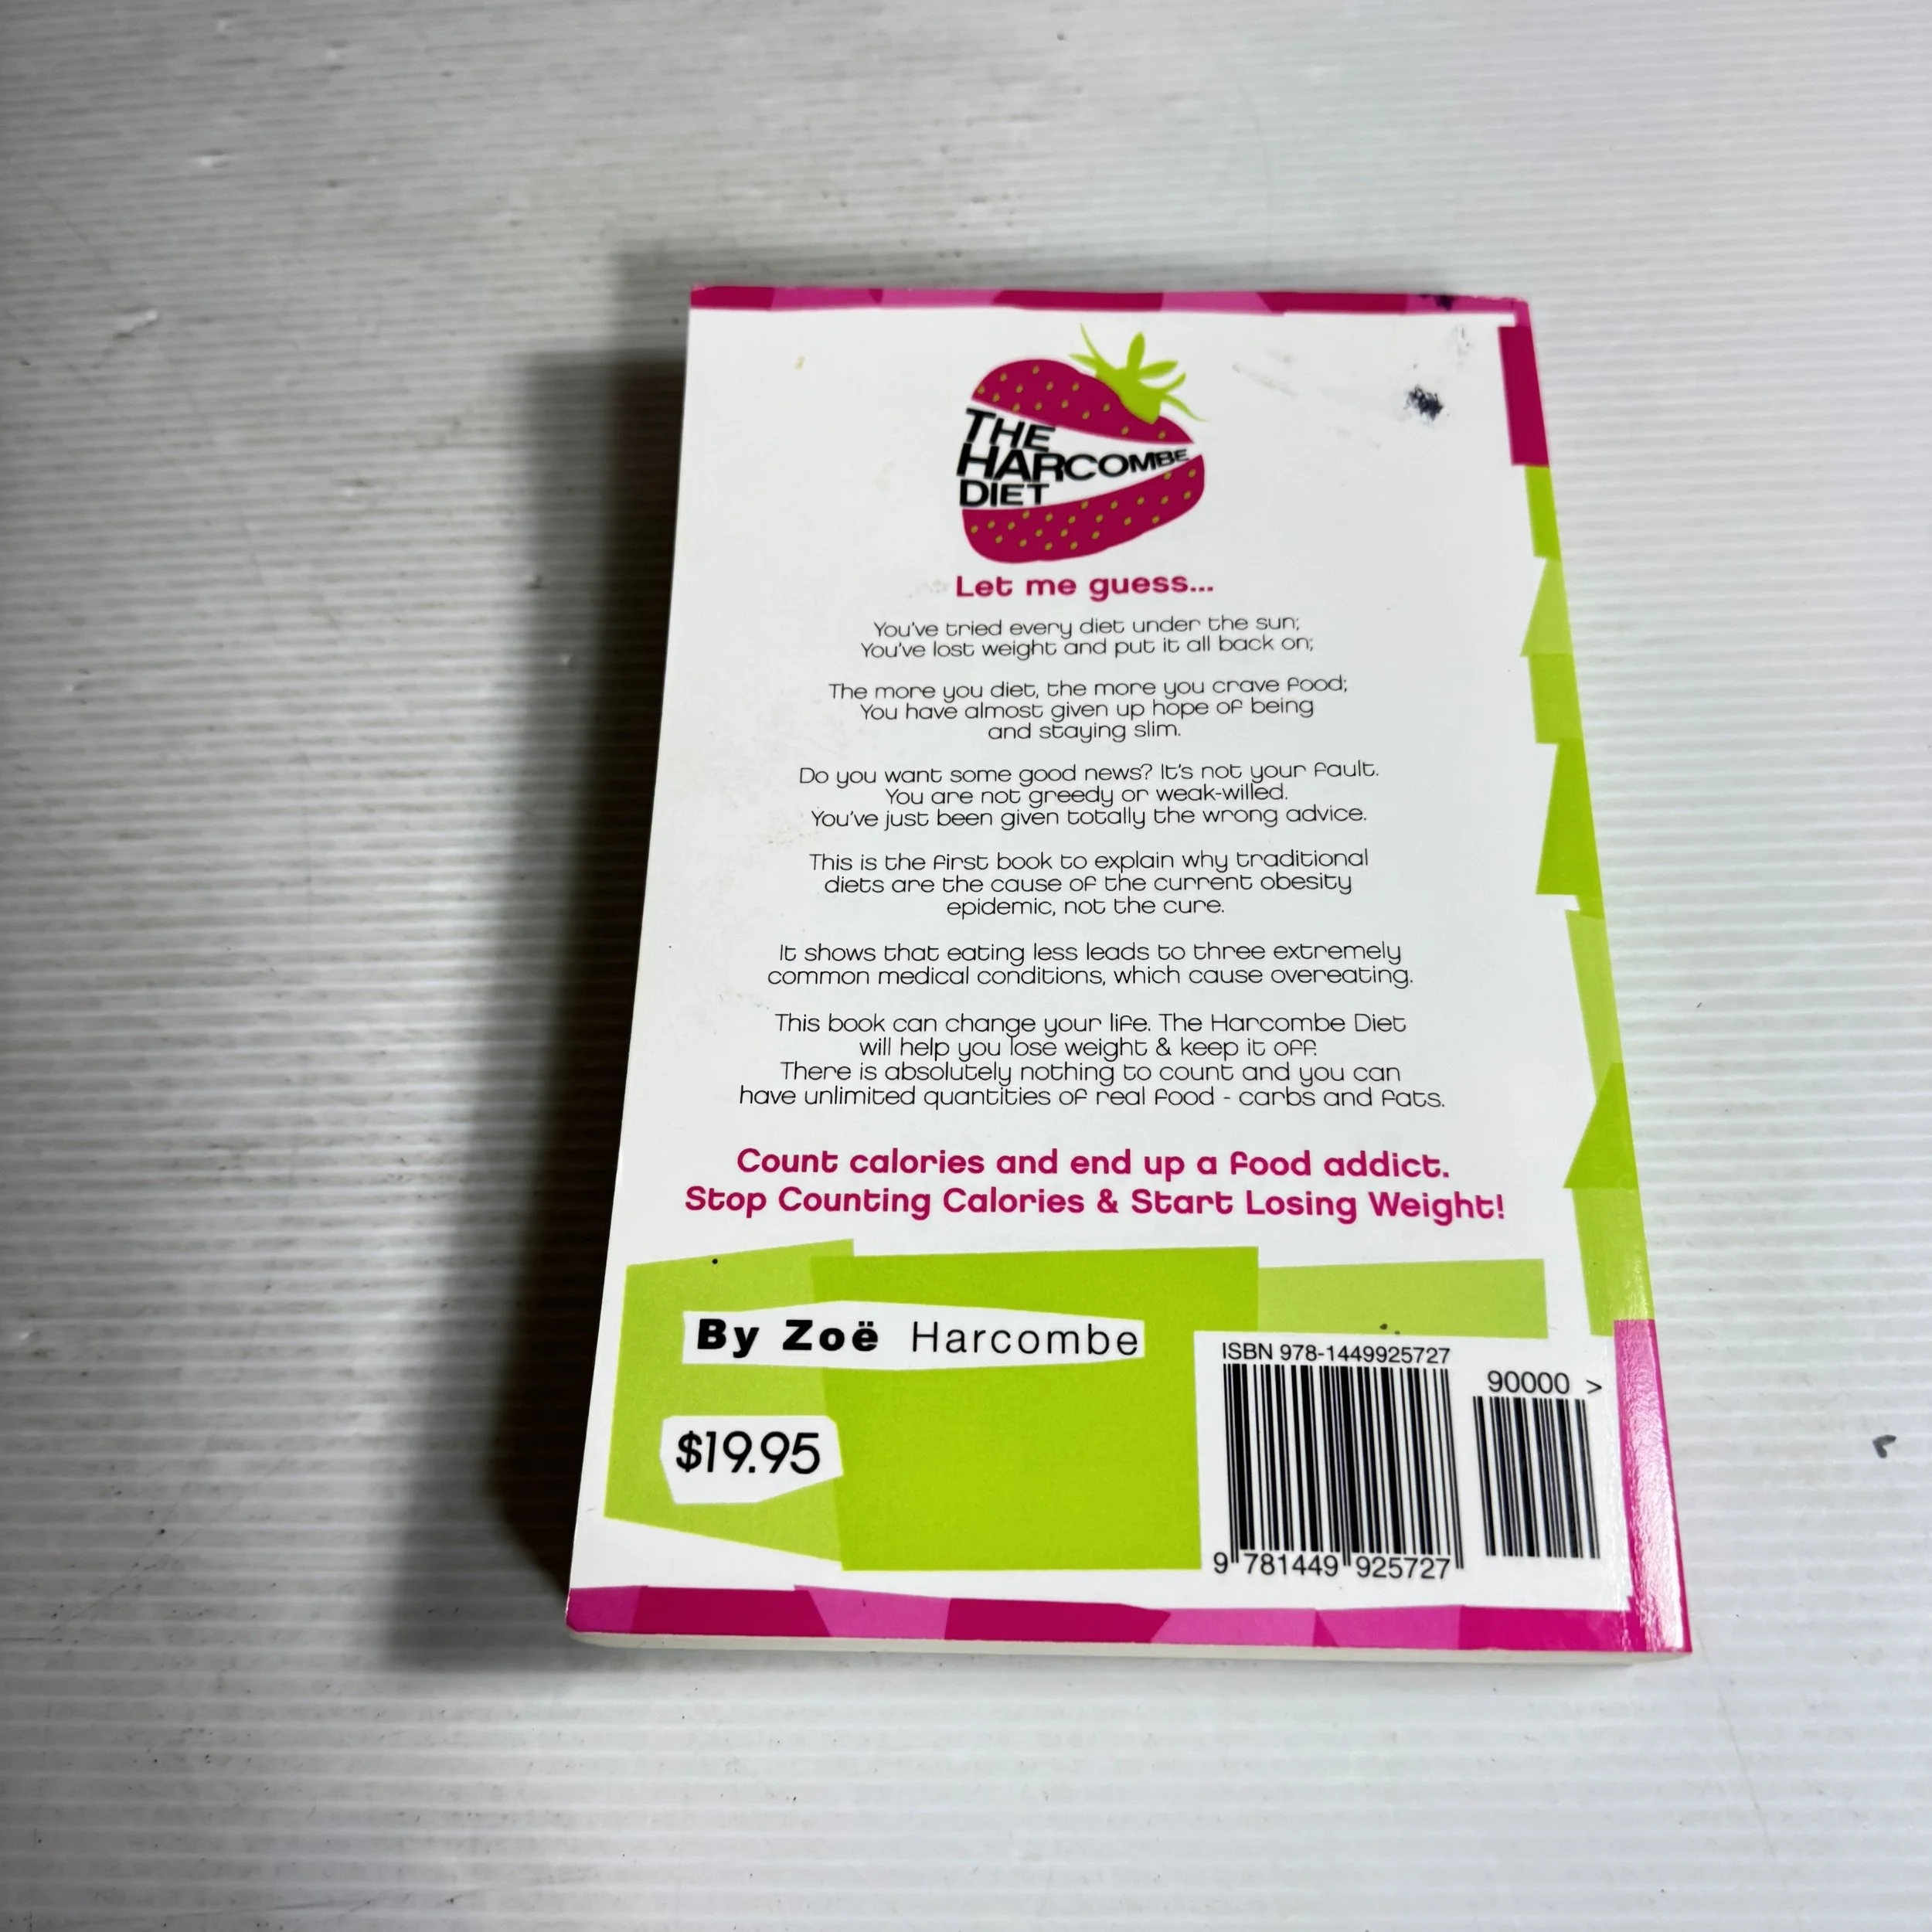 THE
HARCOMBE
DIET
Let me guess...
You've tried every diet under the sun;
You've lost weight and put it all back on;
The more you diet, the more you crave food;
You have almost given up hope of being
and staying slim.
Do you want some good news? It's not your fault.
You are not greedy or weak-willed.
You've just been given totally the wrong advice.
This is the first book to explain why traditional
diets are the cause of the current obesity
epidemic, not the cure.
It shows that eating less leads to three extremely
common medical conditions, which cause overeating.
This book can change your life. The Harcombe Diet
will help you lose weight & keep it off.
There is absolutely nothing to count and you can
have unlimited quantities of real food - carbs and fats.
Count calories and end up a food addict.
Stop Counting Calories & Start Losing Weight!
By Zoë Harcombe
$19.95
ISBN 978-1449925727
90000 >
9 781449 925727